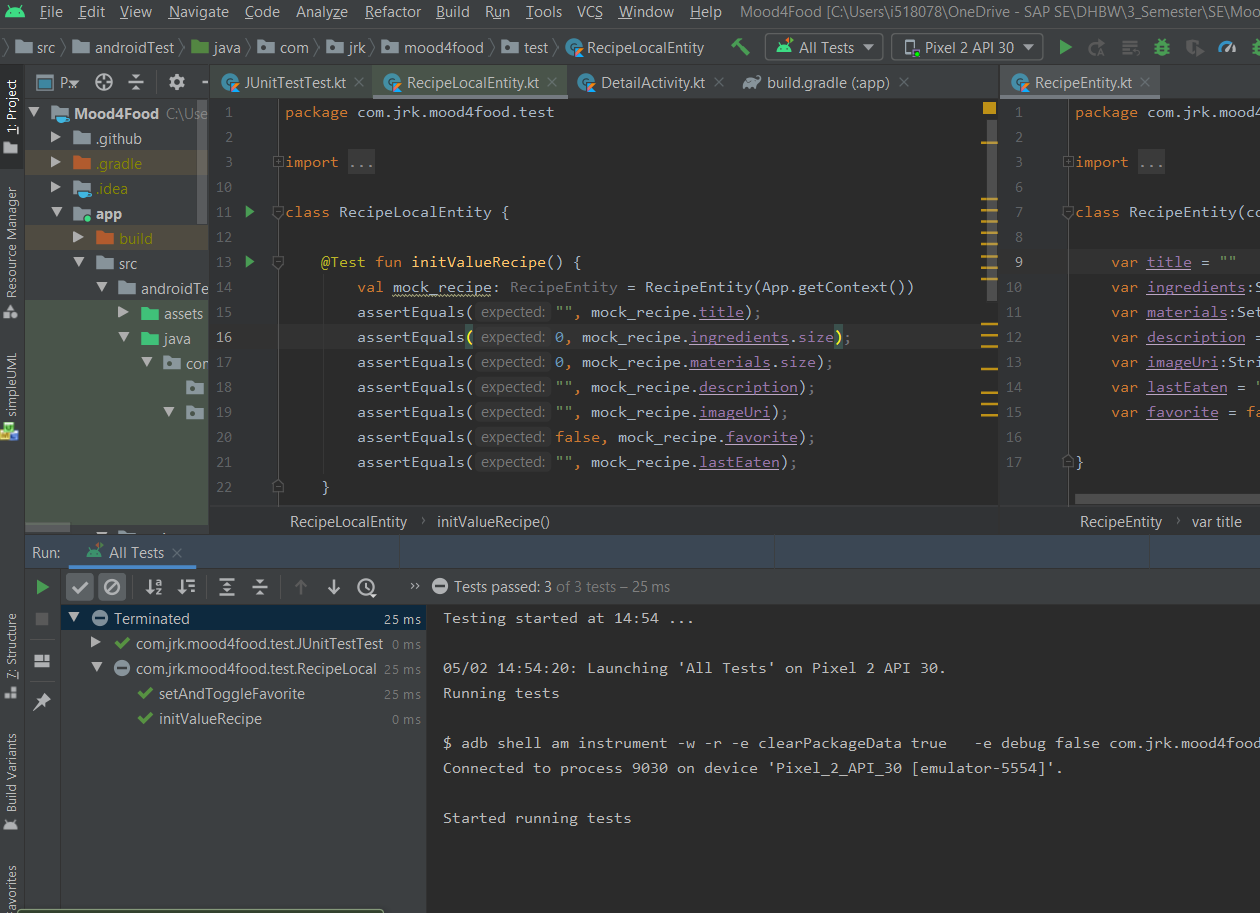 File Edit View Navigate Code Analyze Refactor Build Run Tools VCS Window Help Mood4Food [C:\Users\i518078\OneDrive - SAP SE\DHBW\3_Semester\SE\Moo
src androidTest java com jrk mood4food test RecipeLocalEntity All Tests Pixel 2 API 30
P... JUnitTestTest.kt RecipeLocalEntity.kt DetailActivity.kt build.gradle (:app) RecipeEntity.kt
1: Project
Resource Manager
simpleUML
Mood4Food C:\Use
.github
.gradle
.idea
app
build
src
androidTe
assets
java
con
1 package com.jrk.mood4food.test
2
3 import ...
10
11 class RecipeLocalEntity {
12
13 @Test fun initValueRecipe() {
14 val mock_recipe: RecipeEntity = RecipeEntity(App.getContext())
15 assertEquals( expected: "", mock_recipe.title);
16 assertEquals( expected: 0, mock_recipe.ingredients.size);
17 assertEquals( expected: 0, mock_recipe.materials.size);
18 assertEquals( expected: "", mock_recipe.description);
19 assertEquals( expected: "", mock_recipe.imageUri);
20 assertEquals( expected: false, mock_recipe.favorite);
21 assertEquals( expected: "", mock_recipe.lastEaten);
22 }
RecipeLocalEntity › initValueRecipe()
1 package com.jrk.mood4
2
3 import ...
6
7 class RecipeEntity(co
8
9 var title = ""
10 var ingredients:S
11 var materials:Set
12 var description =
13 var imageUri:Stri
14 var lastEaten = "
15 var favorite = fa
16
17 }
RecipeEntity › var title
Run: All Tests
Tests passed: 3 of 3 tests – 25 ms
7: Structure
Build Variants
avorites
Terminated 25 ms
com.jrk.mood4food.test.JUnitTestTest 0 ms
com.jrk.mood4food.test.RecipeLocal 25 ms
setAndToggleFavorite 25 ms
initValueRecipe 0 ms
Testing started at 14:54 ...
05/02 14:54:20: Launching 'All Tests' on Pixel 2 API 30.
Running tests
$ adb shell am instrument -w -r -e clearPackageData true -e debug false com.jrk.mood4food
Connected to process 9030 on device 'Pixel_2_API_30 [emulator-5554]'.
Started running tests